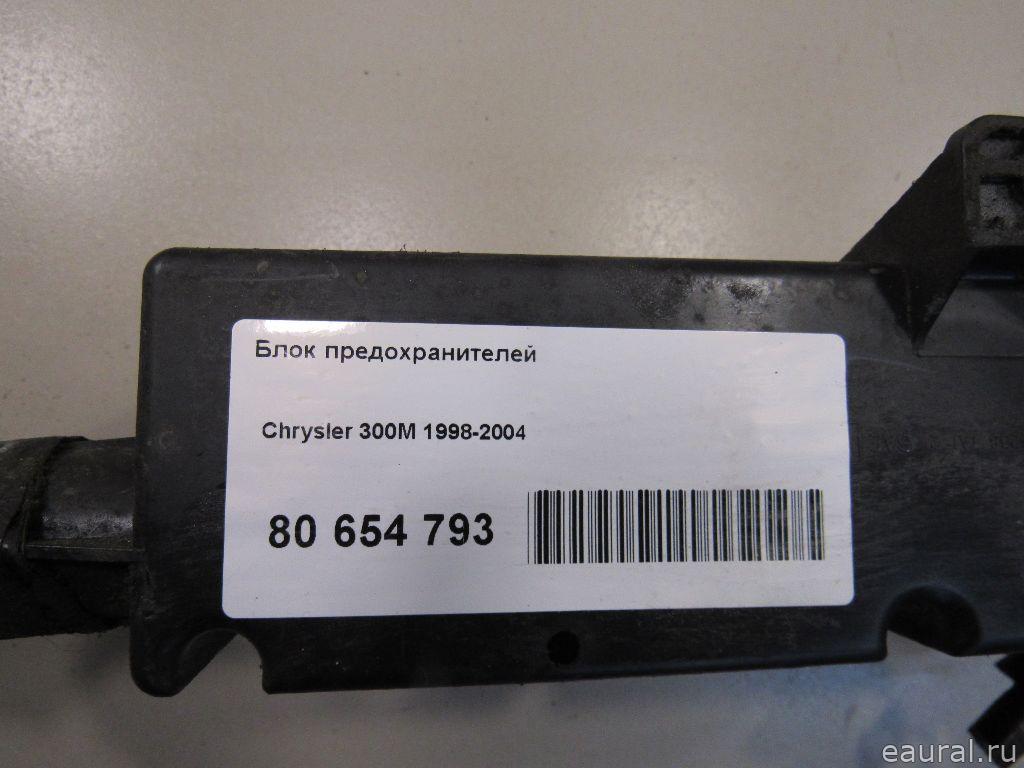 Блок предохранителей
Chrysler 300M 1998-2004
80 654 793
eaural.ru